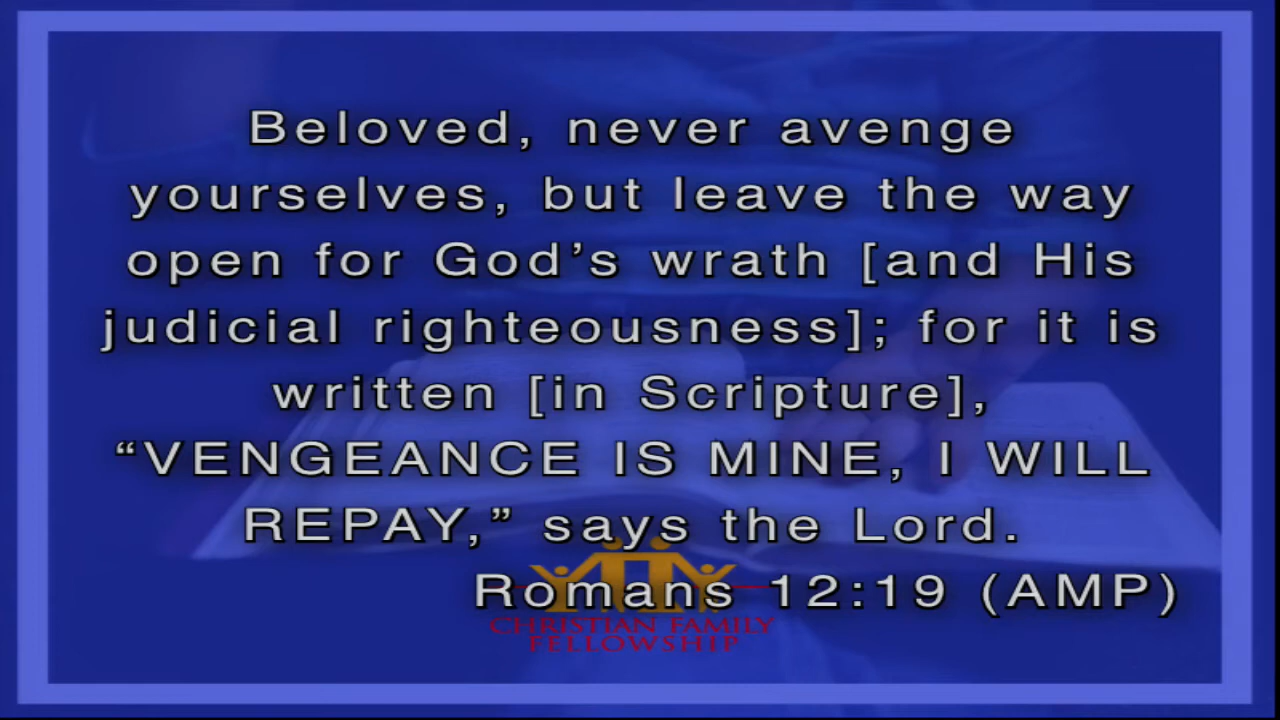 Beloved, never avenge
yourselves, but leave the way
open for God’s wrath [and His
judicial righteousness]; for it is
written [in Scripture],
“VENGEANCE IS MINE, I WILL
REPAY,” says the Lord.
Romans 12:19 (AMP)
CHRISTIAN FAMILY
FELLOWSHIP